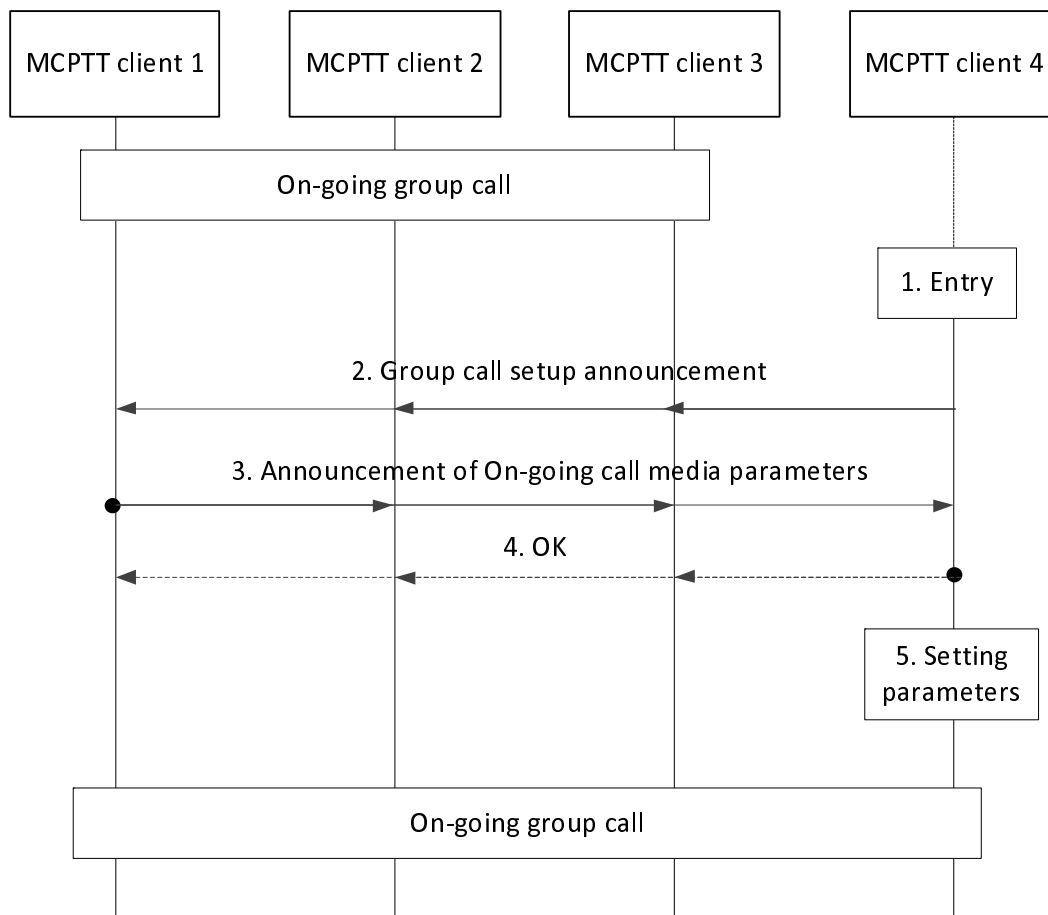 MCPTT client 1
MCPTT client 2
MCPTT client 3
MCPTT client 4
On-going group call
1. Entry
2. Group call setup announcement
3. Announcement of On-going call media parameters
4. OK
5. Setting
parameters
On-going group call